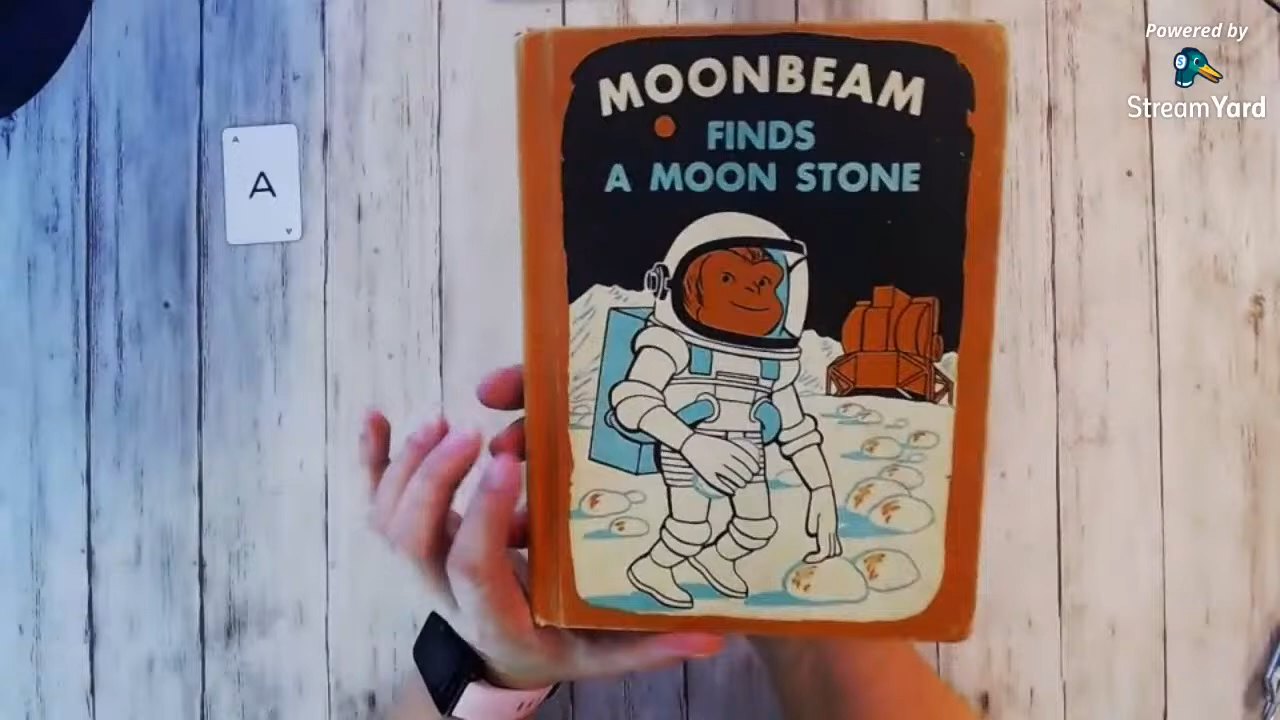 Powered by
StreamYard
A
A
A
MOONBEAM
FINDS
A MOON STONE